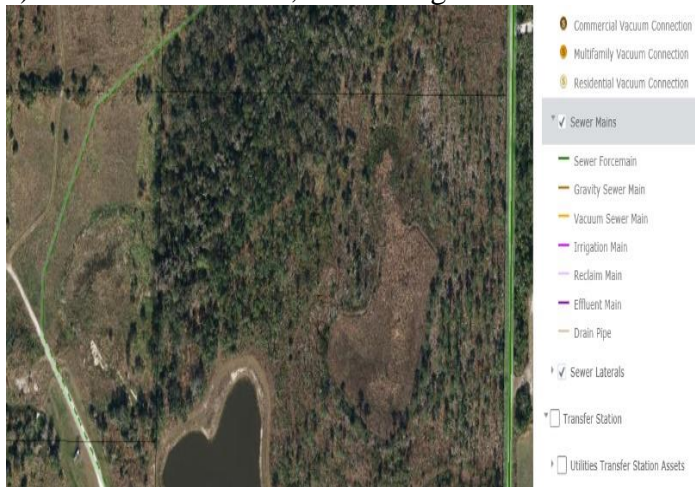 Commercial Vacuum Connection
Multifamily Vacuum Connection
Residential Vacuum Connection
Sewer Mains
Sewer Forcemain
Gravity Sewer Main
Vacuum Sewer Main
Irrigation Main
Reclaim Main
Effluent Main
Drain Pipe
Sewer Laterals
Transfer Station
Utilities Transfer Station Assets